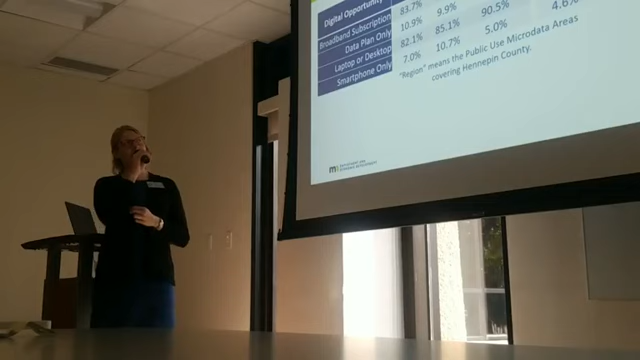 Digital Opportunity
Broadband Subscription 83.7% 9.9% 90.5% 4.6%
Data Plan Only 10.9% 85.1% 5.0%
Laptop or Desktop 82.1% 10.7%
Smartphone Only 7.0%
"Region" means the Public Use Microdata Areas
covering Hennepin County.